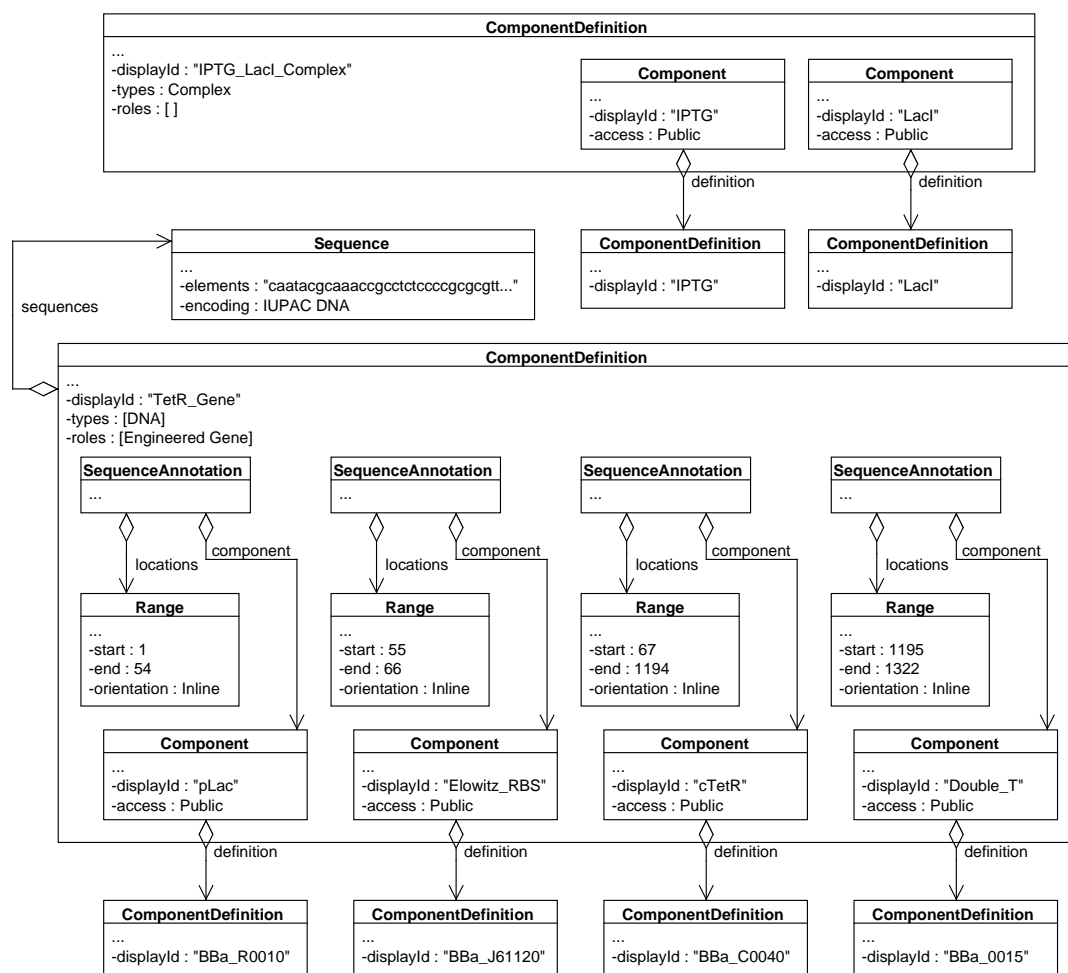 ComponentDefinition
...
-displayId : "IPTG_LacI_Complex"
-types : Complex
-roles : [ ]
Component
...
-displayId : "IPTG"
-access : Public
Component
...
-displayId : "LacI"
-access : Public
definition
definition
ComponentDefinition
...
-displayId : "IPTG"
ComponentDefinition
...
-displayId : "LacI"
Sequence
...
-elements : "caatacgcaaaccgcctctccccgcgcgtt..."
-encoding : IUPAC DNA
sequences
ComponentDefinition
...
-displayId : "TetR_Gene"
-types : [DNA]
-roles : [Engineered Gene]
SequenceAnnotation
...
SequenceAnnotation
...
SequenceAnnotation
...
SequenceAnnotation
...
locations
component
locations
component
locations
component
locations
component
Range
...
-start : 1
-end : 54
-orientation : Inline
Range
...
-start : 55
-end : 66
-orientation : Inline
Range
...
-start : 67
-end : 1194
-orientation : Inline
Range
...
-start : 1195
-end : 1322
-orientation : Inline
Component
...
-displayId : "pLac"
-access : Public
Component
...
-displayId : "Elowitz_RBS"
-access : Public
Component
...
-displayId : "cTetR"
-access : Public
Component
...
-displayId : "Double_T"
-access : Public
definition
definition
definition
definition
ComponentDefinition
...
-displayId : "BBa_R0010"
ComponentDefinition
...
-displayId : "BBa_J61120"
ComponentDefinition
...
-displayId : "BBa_C0040"
ComponentDefinition
...
-displayId : "BBa_0015"